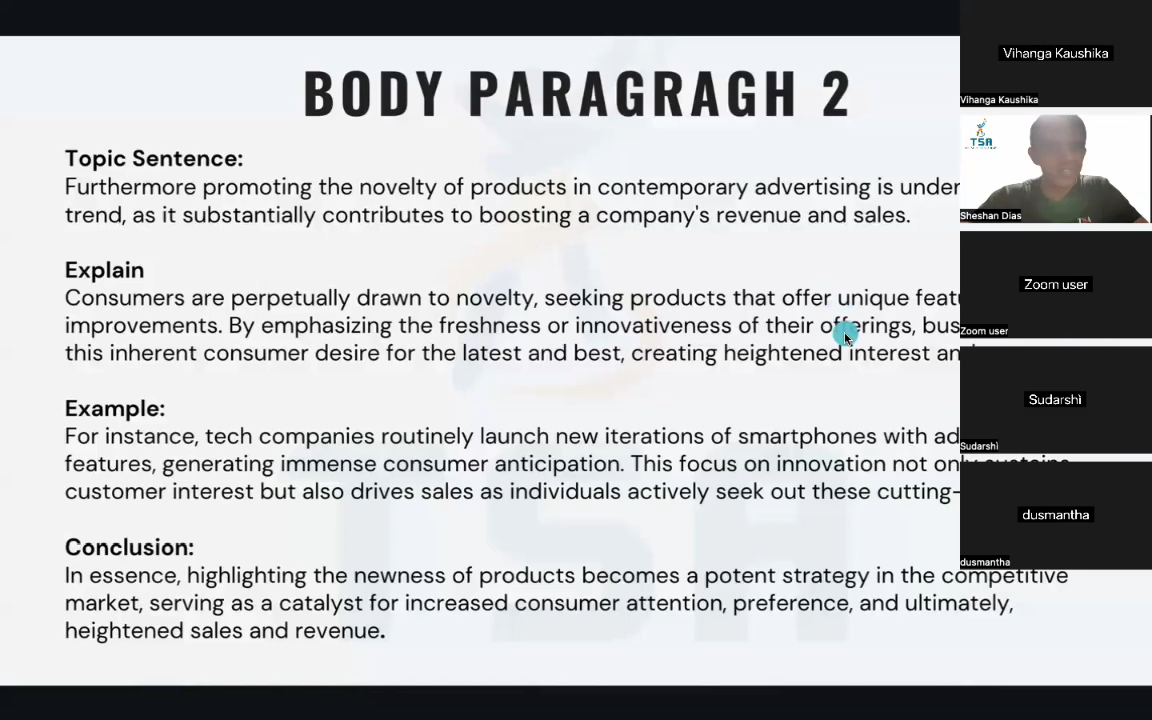 BODY PARAGRAGH 2
Topic Sentence:
Furthermore promoting the novelty of products in contemporary advertising is
trend, as it substantially contributes to boosting a company's revenue and sales.
Explain
Consumers are perpetually drawn to novelty, seeking products that offer unique
improvements. By emphasizing the freshness or innovativeness of their offerings,
this inherent consumer desire for the latest and best, creating heightened interest
Example:
For instance, tech companies routinely launch new iterations of smartphones with
features, generating immense consumer anticipation. This focus on innovation not only
customer interest but also drives sales as individuals actively seek out these cutting-
Conclusion:
In essence, highlighting the newness of products becomes a potent strategy in the competitive
market, serving as a catalyst for increased consumer attention, preference, and ultimately,
heightened sales and revenue.
TSA
Vihanga Kaushika
Vihanga Kaushika
TSA
Sheshan Dias
Zoom user
Zoom user
Sudarshi
Sudarshi
dusmantha
dusmantha